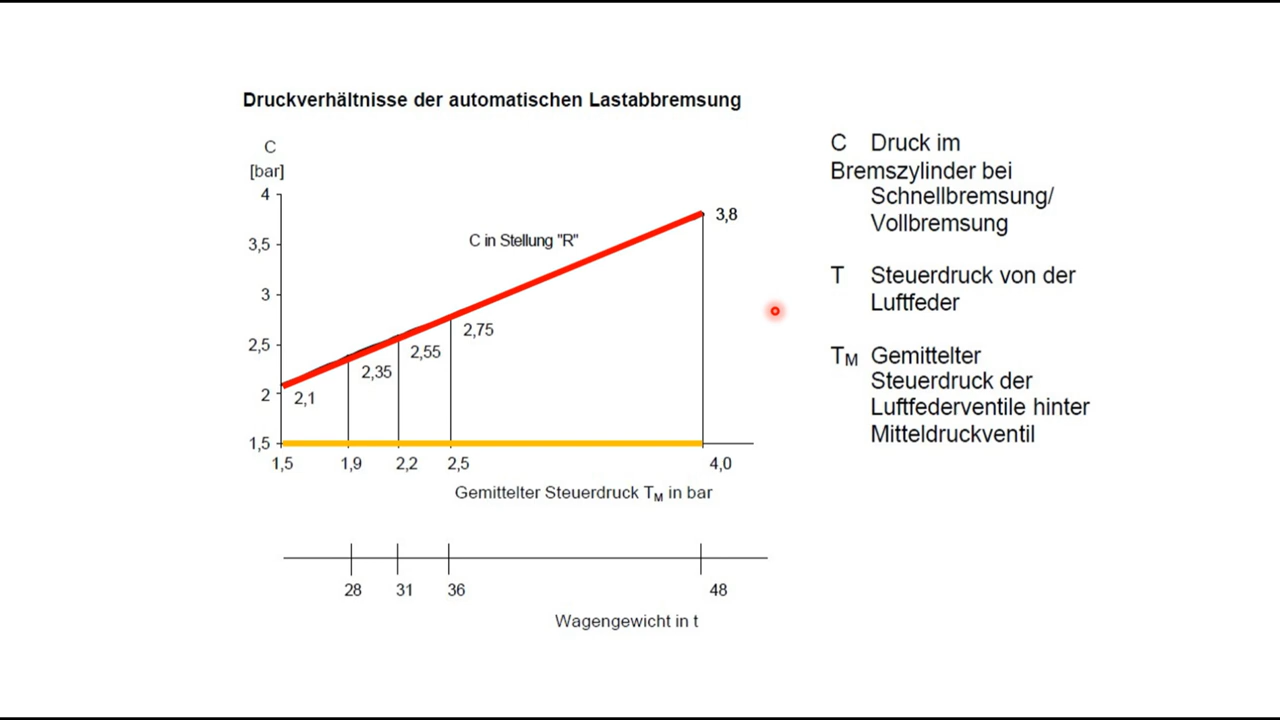 Druckverhältnisse der automatischen Lastabbremsung
C
[bar]
4
3,5
3
2,5
2
1,5
C in Stellung "R"
3,8
2,75
2,55
2,35
2,1
1,5 1,9 2,2 2,5 4,0
Gemittelter Steuerdruck TM in bar
28 31 36 48
Wagengewicht in t
C Druck im
Bremszylinder bei
Schnellbremsung/
Vollbremsung
T Steuerdruck von der
Luftfeder
TM Gemittelter
Steuerdruck der
Luftfederventile hinter
Mitteldruckventil